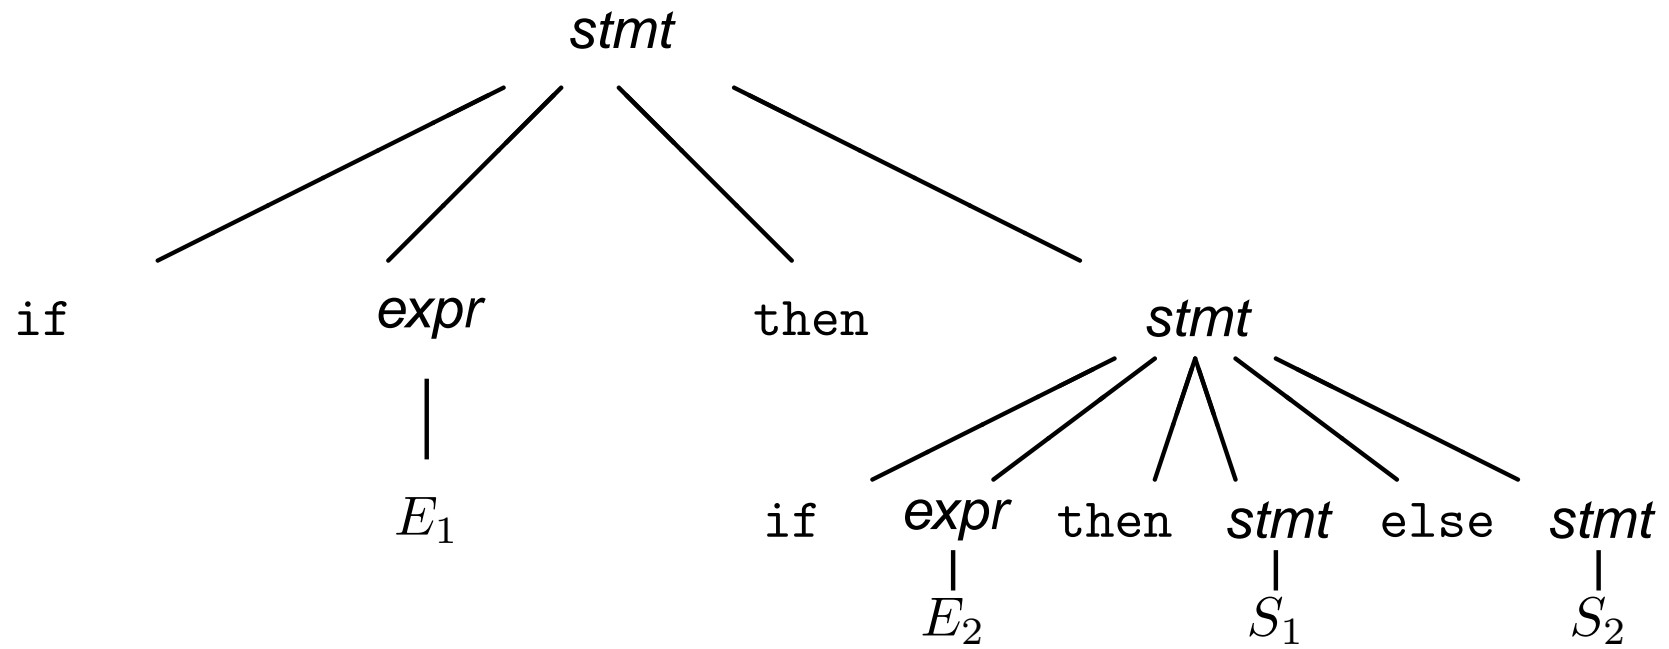 stmt
if expr then stmt
E₁ if expr then stmt else stmt
E₂ S₁ S₂